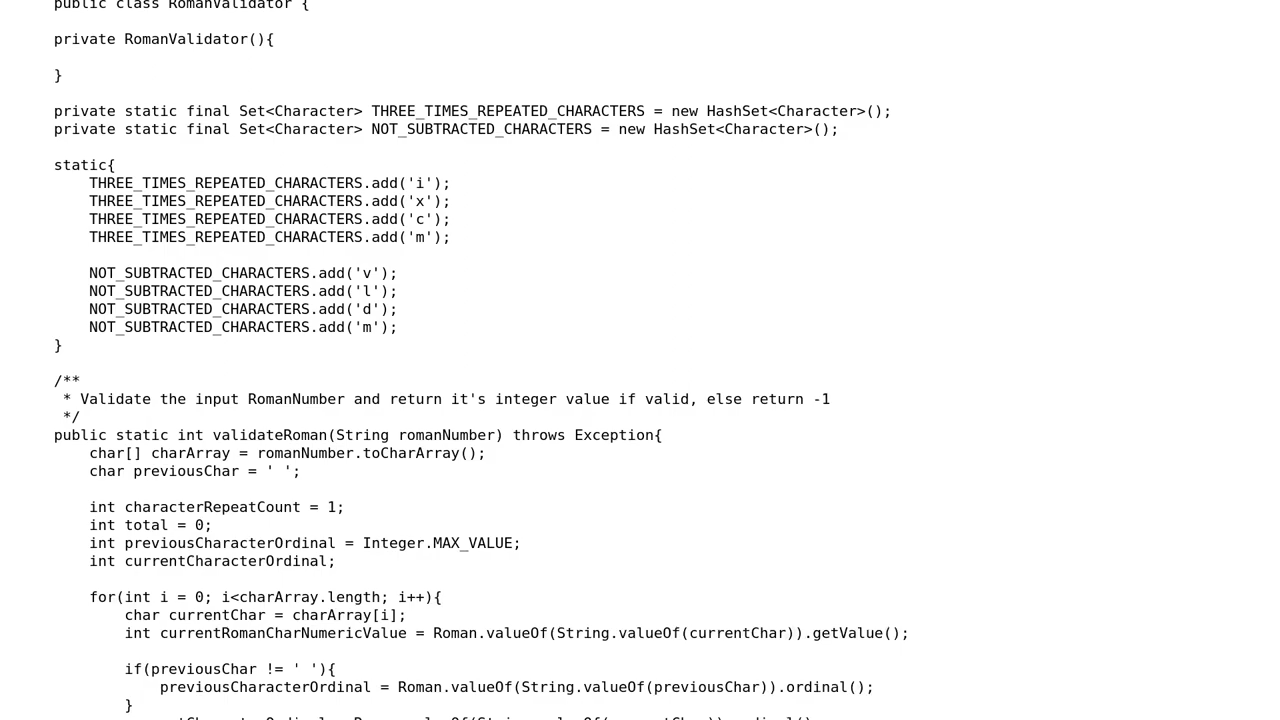 public class RomanValidator {
private RomanValidator(){
}
private static final Set<Character> THREE_TIMES_REPEATED_CHARACTERS = new HashSet<Character>();
private static final Set<Character> NOT_SUBTRACTED_CHARACTERS = new HashSet<Character>();
static{
THREE_TIMES_REPEATED_CHARACTERS.add('i');
THREE_TIMES_REPEATED_CHARACTERS.add('x');
THREE_TIMES_REPEATED_CHARACTERS.add('c');
THREE_TIMES_REPEATED_CHARACTERS.add('m');
NOT_SUBTRACTED_CHARACTERS.add('v');
NOT_SUBTRACTED_CHARACTERS.add('l');
NOT_SUBTRACTED_CHARACTERS.add('d');
NOT_SUBTRACTED_CHARACTERS.add('m');
}
/**
* Validate the input RomanNumber and return it's integer value if valid, else return -1
*/
public static int validateRoman(String romanNumber) throws Exception{
char[] charArray = romanNumber.toCharArray();
char previousChar = ' ';
int characterRepeatCount = 1;
int total = 0;
int previousCharacterOrdinal = Integer.MAX_VALUE;
int currentCharacterOrdinal;
for(int i = 0; i<charArray.length; i++){
char currentChar = charArray[i];
int currentRomanCharNumericValue = Roman.valueOf(String.valueOf(currentChar)).getValue();
if(previousChar != ' '){
previousCharacterOrdinal = Roman.valueOf(String.valueOf(previousChar)).ordinal();
}